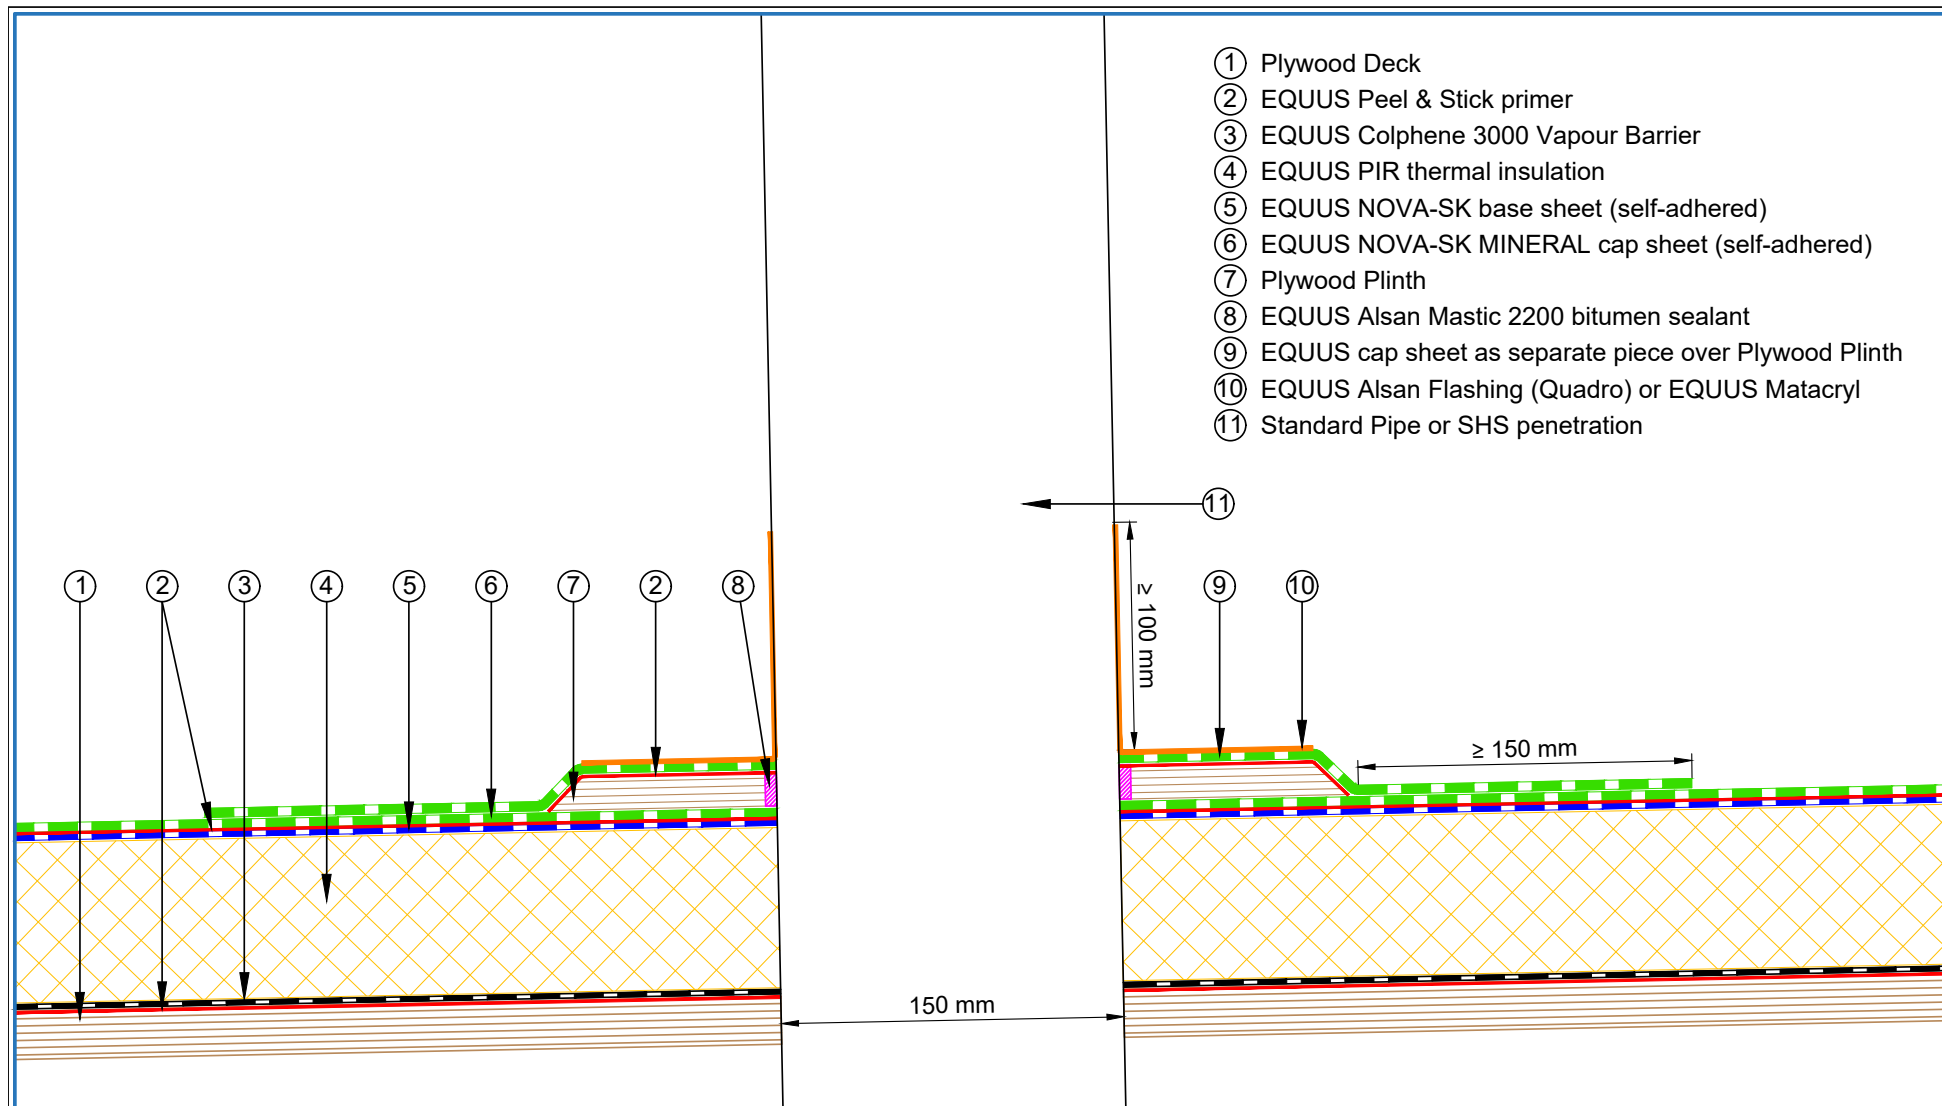 1 Plywood Deck
2 EQUUS Peel & Stick primer
3 EQUUS Colphene 3000 Vapour Barrier
4 EQUUS PIR thermal insulation
5 EQUUS NOVA-SK base sheet (self-adhered)
6 EQUUS NOVA-SK MINERAL cap sheet (self-adhered)
7 Plywood Plinth
8 EQUUS Alsan Mastic 2200 bitumen sealant
9 EQUUS cap sheet as separate piece over Plywood Plinth
10 EQUUS Alsan Flashing (Quadro) or EQUUS Matacryl
11 Standard Pipe or SHS penetration
11
1 2 3 4 5 6 7 2 8 9 10
≥ 100 mm
≥ 150 mm
150 mm